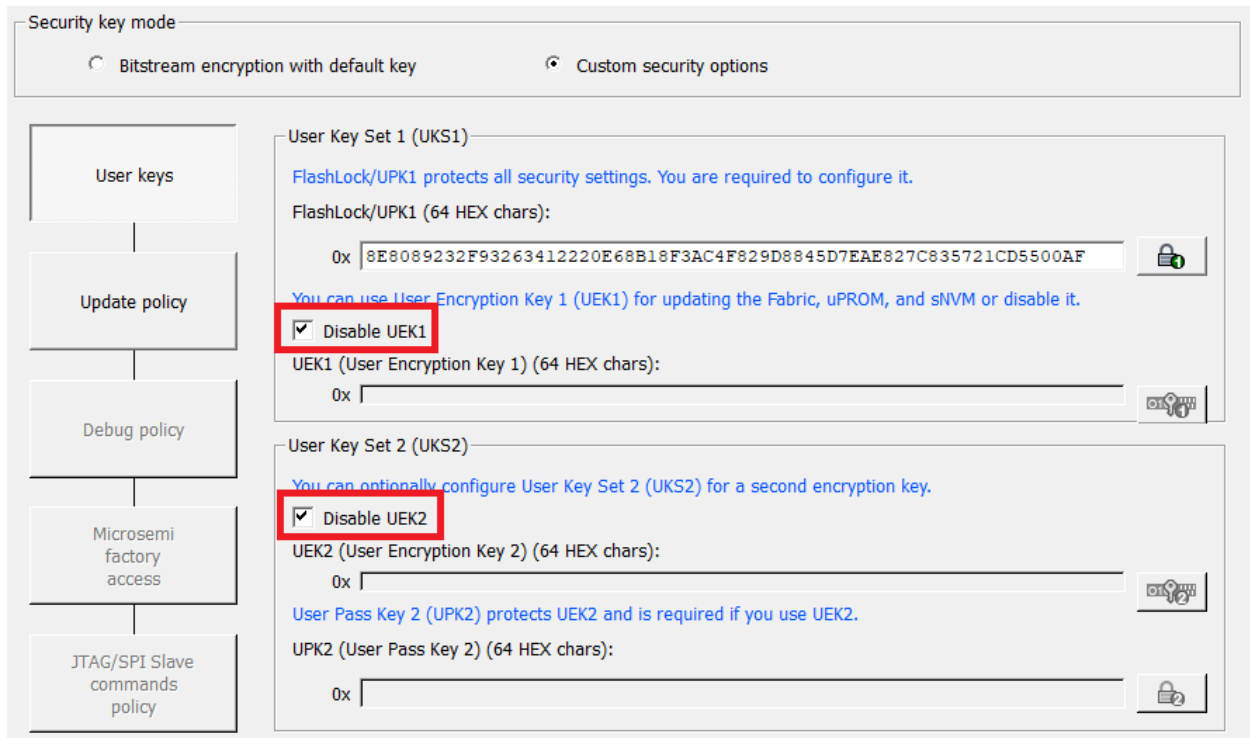 Security key mode
Bitstream encryption with default key
Custom security options
User keys
Update policy
Debug policy
Microsemi
factory
access
JTAG/SPI Slave
commands
policy
User Key Set 1 (UKS1)
FlashLock/UPK1 protects all security settings. You are required to configure it.
FlashLock/UPK1 (64 HEX chars):
0x 8E8089232F93263412220E68B18F3AC4F829D8845D7EAE827C835721CD5500AF
1
You can use User Encryption Key 1 (UEK1) for updating the Fabric, uPROM, and sNVM or disable it.
Disable UEK1
UEK1 (User Encryption Key 1) (64 HEX chars):
0x
01 1
User Key Set 2 (UKS2)
You can optionally configure User Key Set 2 (UKS2) for a second encryption key.
Disable UEK2
UEK2 (User Encryption Key 2) (64 HEX chars):
0x
01 2
User Pass Key 2 (UPK2) protects UEK2 and is required if you use UEK2.
UPK2 (User Pass Key 2) (64 HEX chars):
0x
2